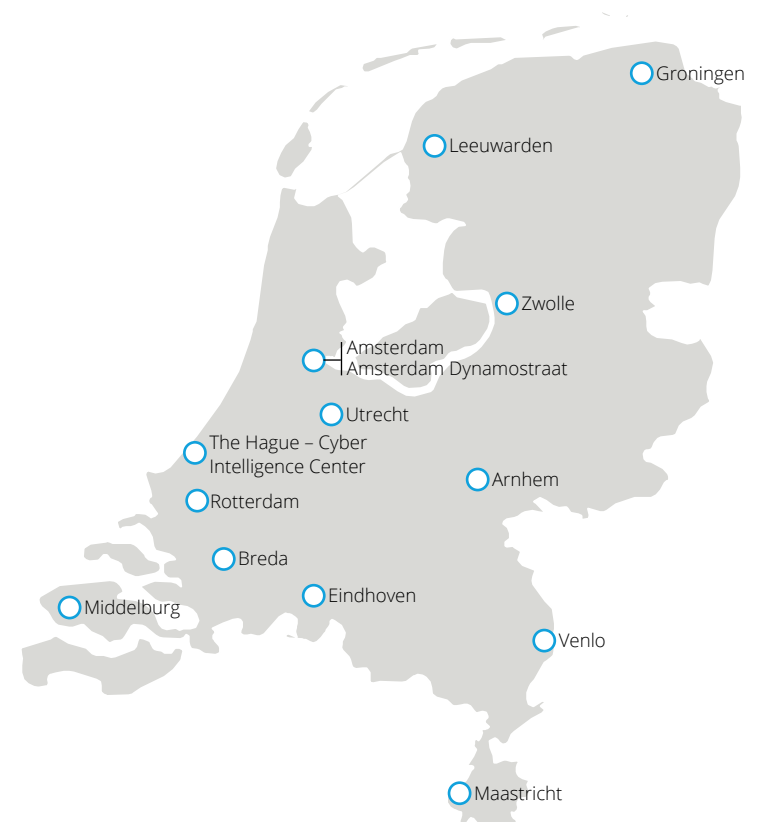 Groningen
Leeuwarden
Zwolle
Amsterdam
Amsterdam Dynamostraat
Utrecht
The Hague – Cyber
Intelligence Center
Arnhem
Rotterdam
Breda
Eindhoven
Middelburg
Venlo
Maastricht